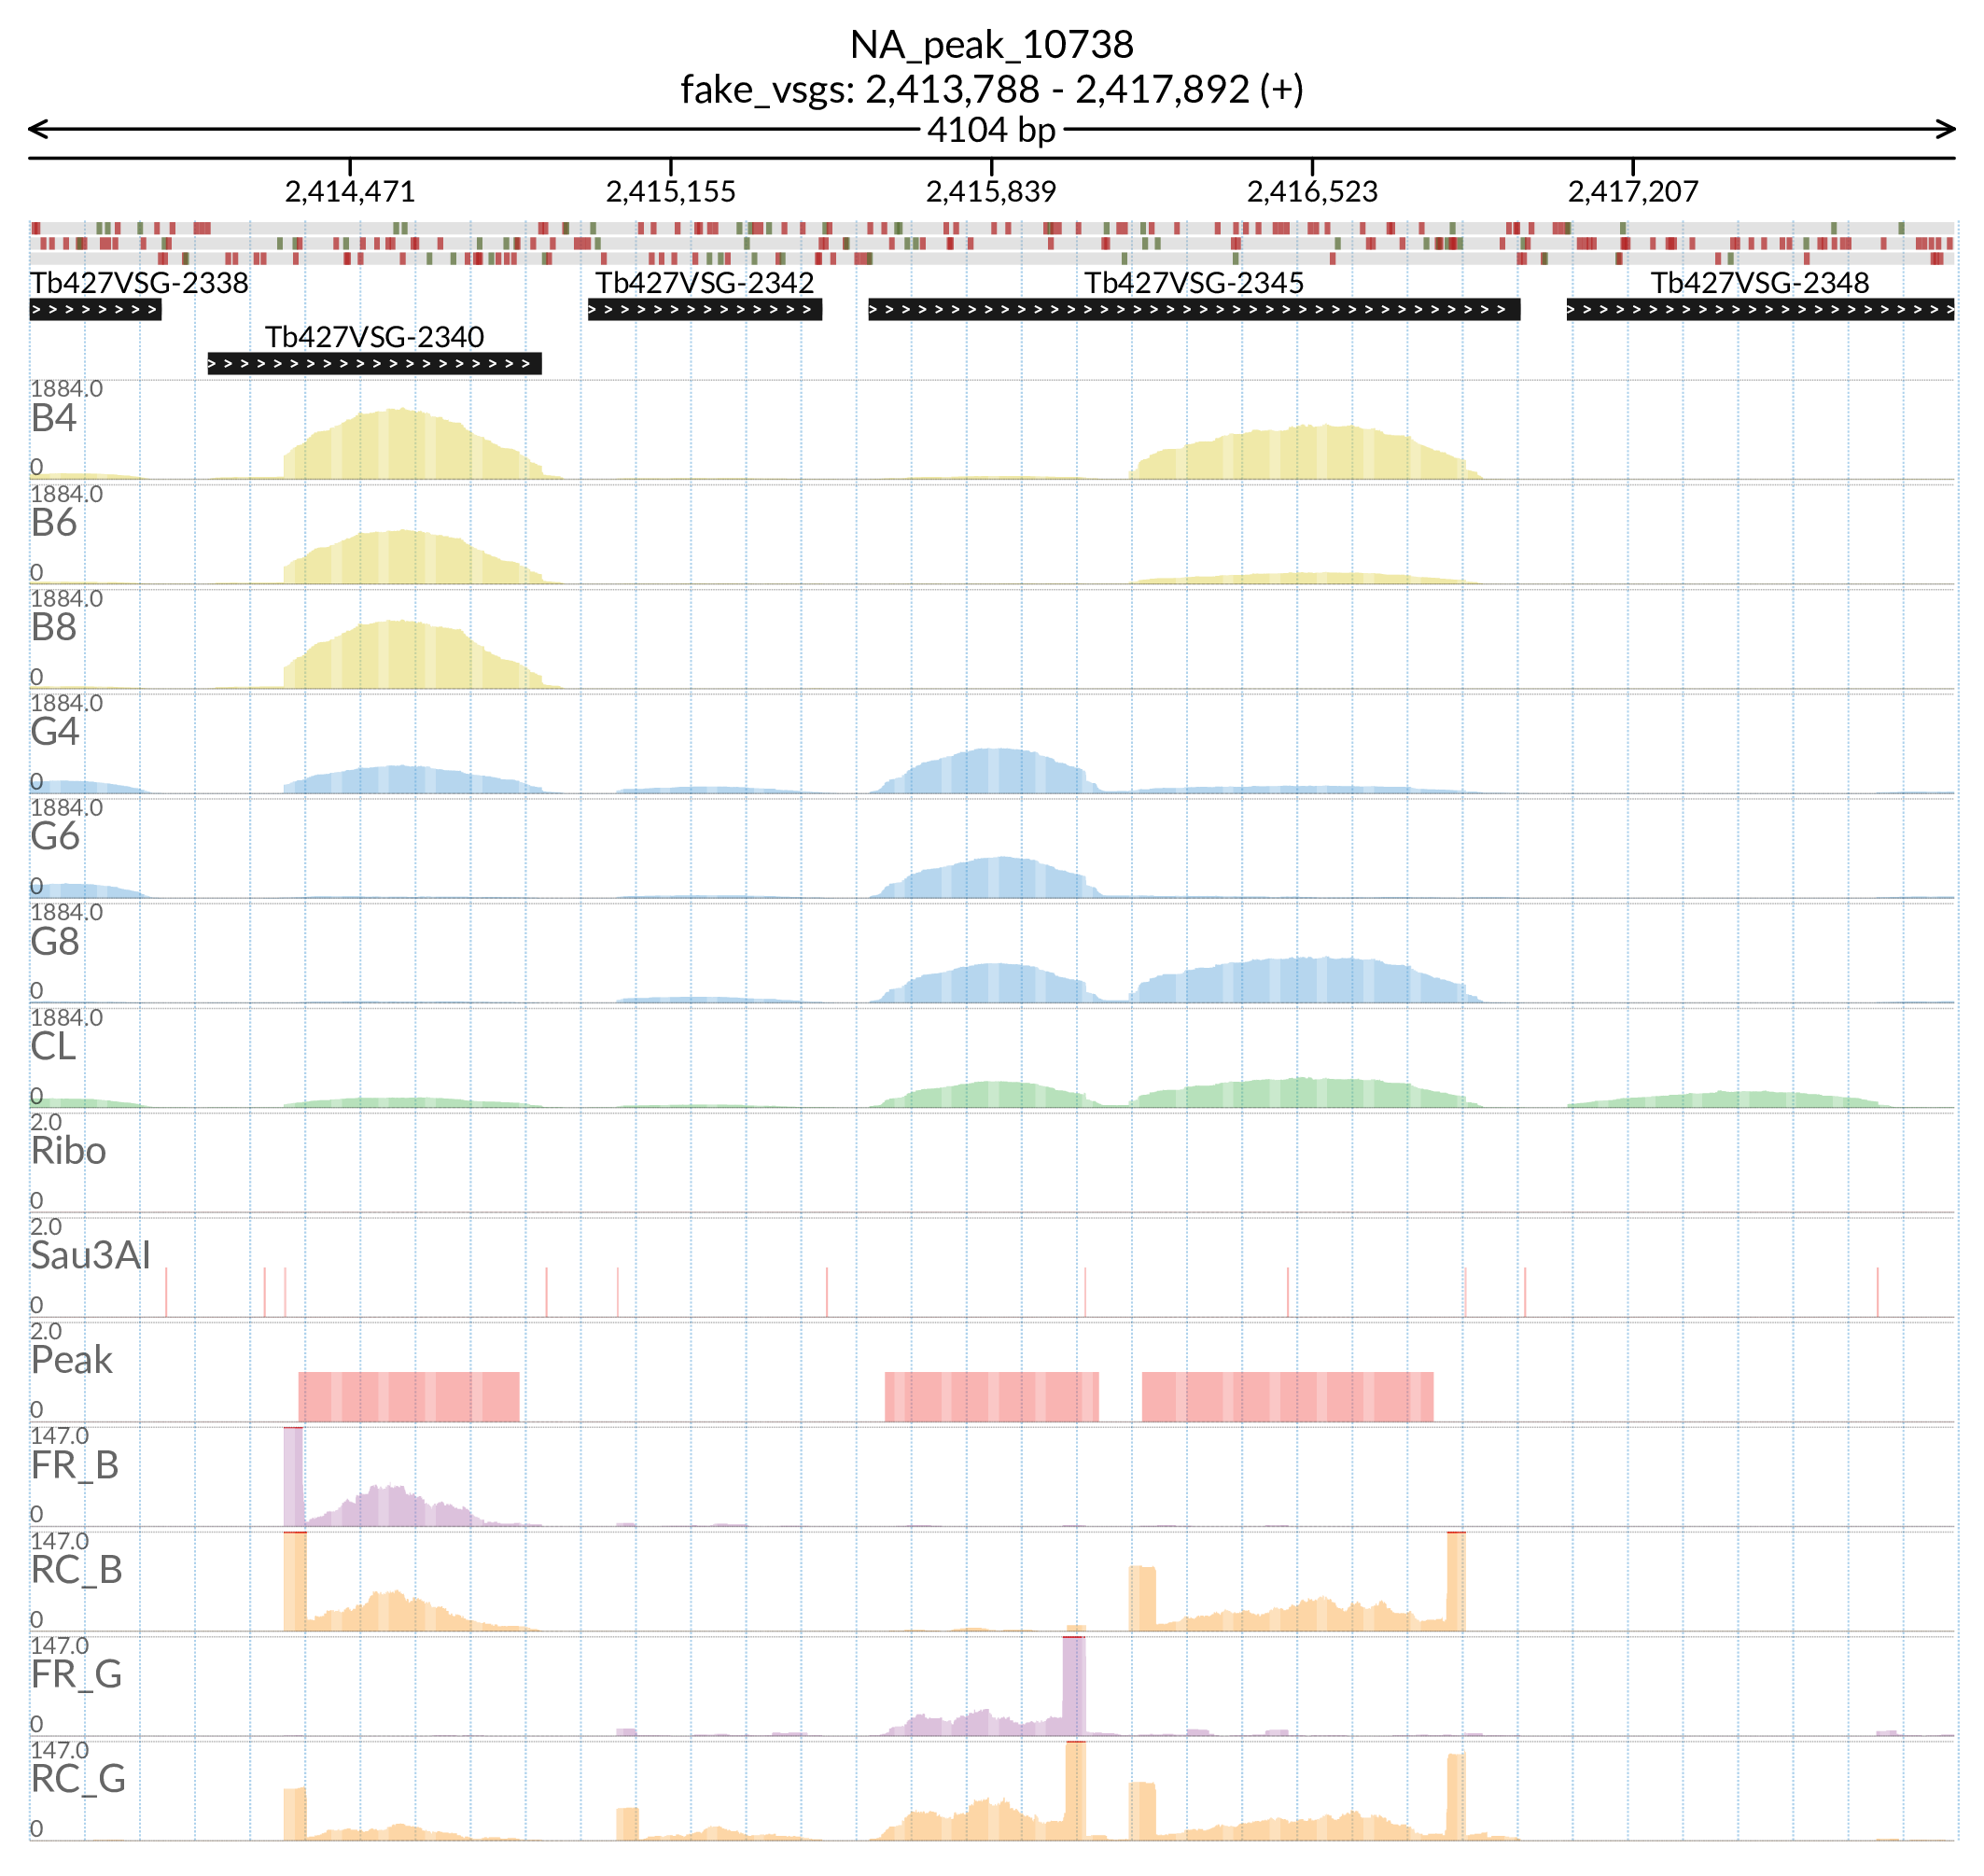 NA_peak_10738
fake_vsgs: 2,413,788 - 2,417,892 (+)
4104 bp
2,414,471 2,415,155 2,415,839 2,416,523 2,417,207
Tb427VSG-2338 Tb427VSG-2342 Tb427VSG-2345 Tb427VSG-2348
Tb427VSG-2340
1884.0
B4
0
1884.0
B6
0
1884.0
B8
0
1884.0
G4
0
1884.0
G6
0
1884.0
G8
0
1884.0
CL
0
2.0
Ribo
0
2.0
Sau3AI
0
2.0
Peak
0
147.0
FR_B
0
147.0
RC_B
0
147.0
FR_G
0
147.0
RC_G
0